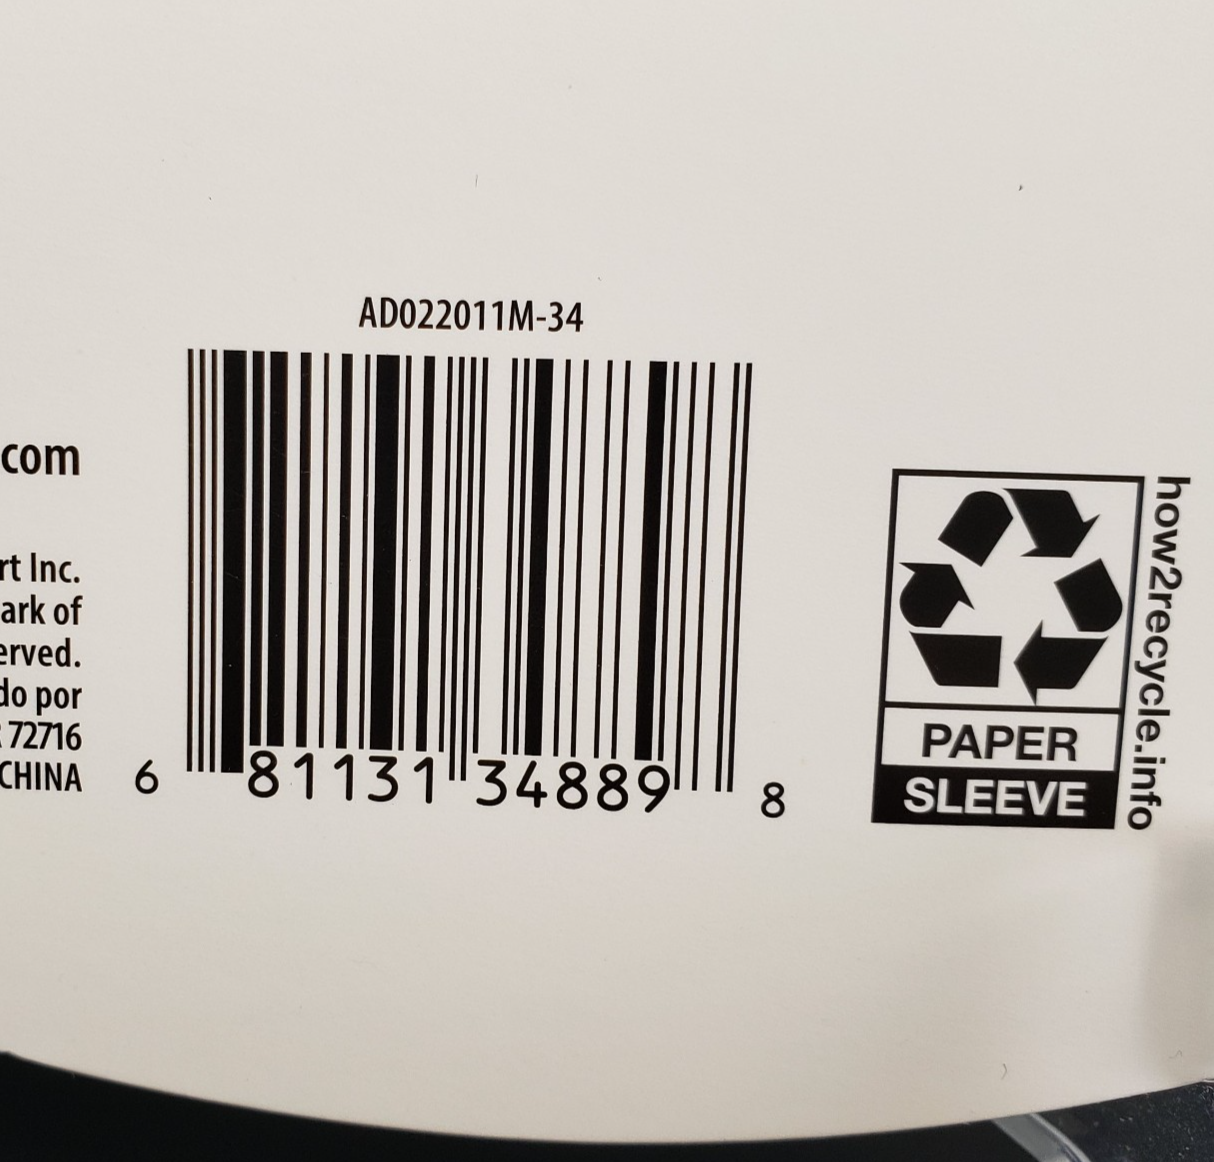 AD022011M-34
.com
rt Inc.
ark of
erved.
do por
72716
CHINA
6 81131 34889 8
PAPER
SLEEVE
how2recycle.info